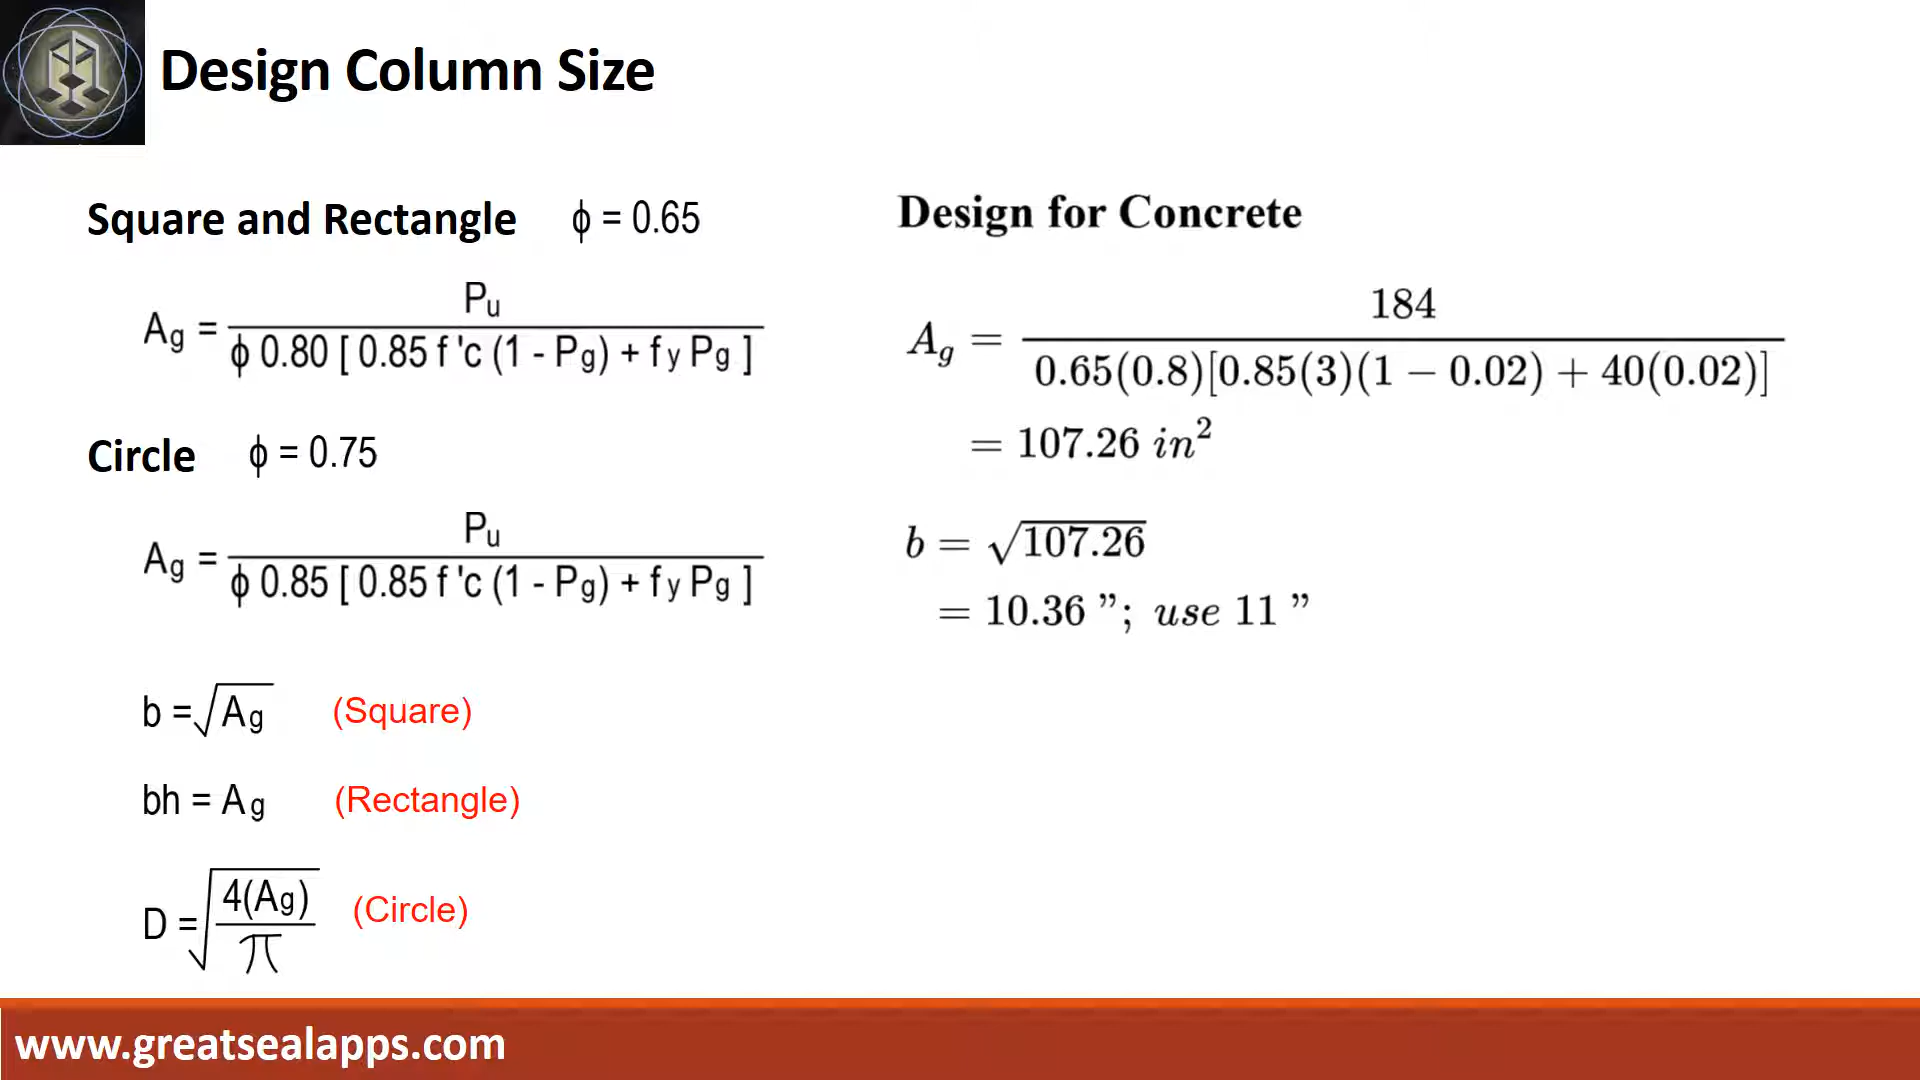 Design Column Size
Square and Rectangle ϕ = 0.65
Ag = Pu / ϕ 0.80 [ 0.85 f 'c (1 - Pg) + fy Pg ]
Circle ϕ = 0.75
Ag = Pu / ϕ 0.85 [ 0.85 f 'c (1 - Pg) + fy Pg ]
b = √Ag (Square)
bh = Ag (Rectangle)
D = √(4(Ag) / π) (Circle)
Design for Concrete
Ag = 184 / 0.65(0.8)[0.85(3)(1 − 0.02) + 40(0.02)]
= 107.26 in²
b = √107.26
= 10.36 ”; use 11 ”
www.greatsealapps.com